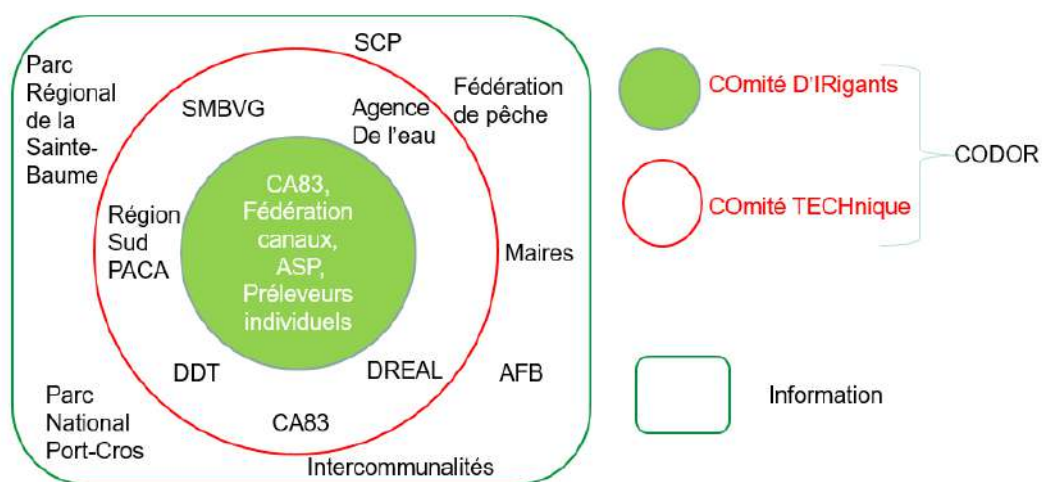 SCP
Parc
Régional
de la
Sainte-
Baume
Fédération
de pêche
SMBVG
Agence
De l'eau
CA83,
Fédération
canaux,
ASP,
Préleveurs
individuels
Région
Sud
PACA
Maires
DDT
DREAL
AFB
Parc
National
Port-Cros
CA83
Intercommunalités
COmité D'IRigants
COmité TECHnique
CODOR
Information